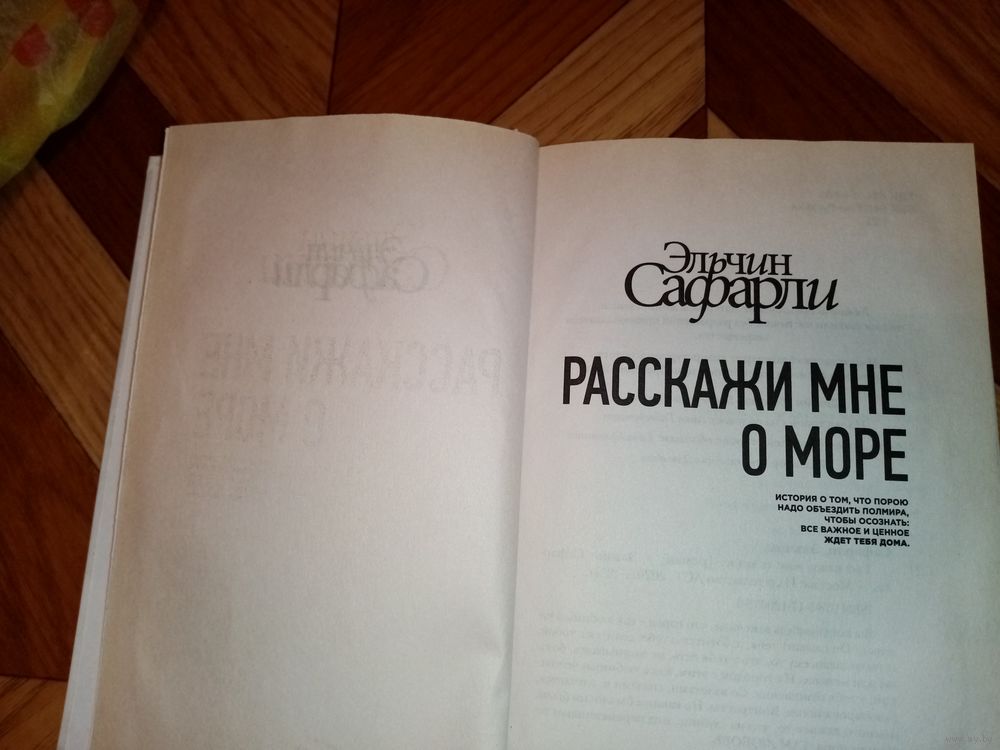 Эльчин
Сафарли
РАССКАЖИ МНЕ
О МОРЕ
ИСТОРИЯ О ТОМ, ЧТО ПОРОЮ
НАДО ОБЪЕЗДИТЬ ПОЛМИРА,
ЧТОБЫ ОСОЗНАТЬ:
ВСЕ ВАЖНОЕ И ЦЕННОЕ
ЖДЕТ ТЕБЯ ДОМА.